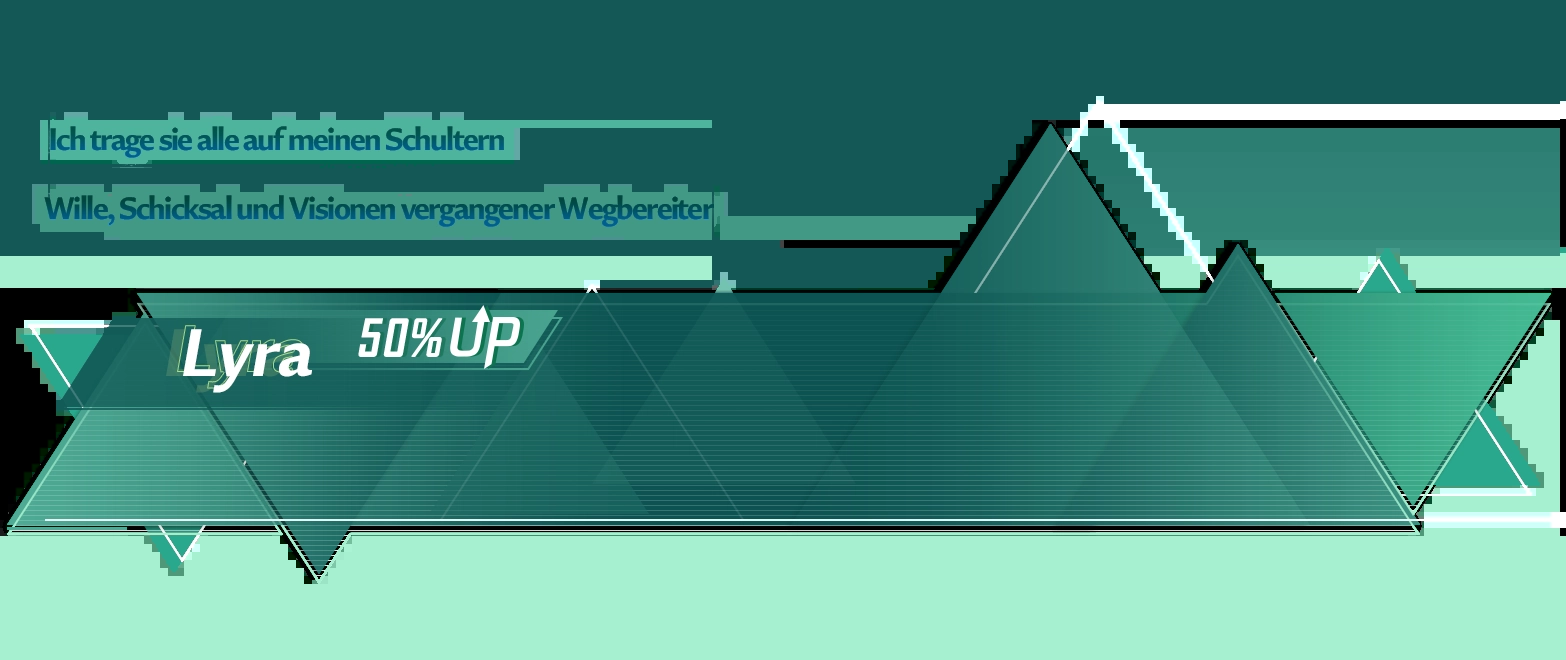 Ich trage sie alle auf meinen Schultern
Wille, Schicksal und Visionen vergangener Wegbereiter
Lyra 50% UP